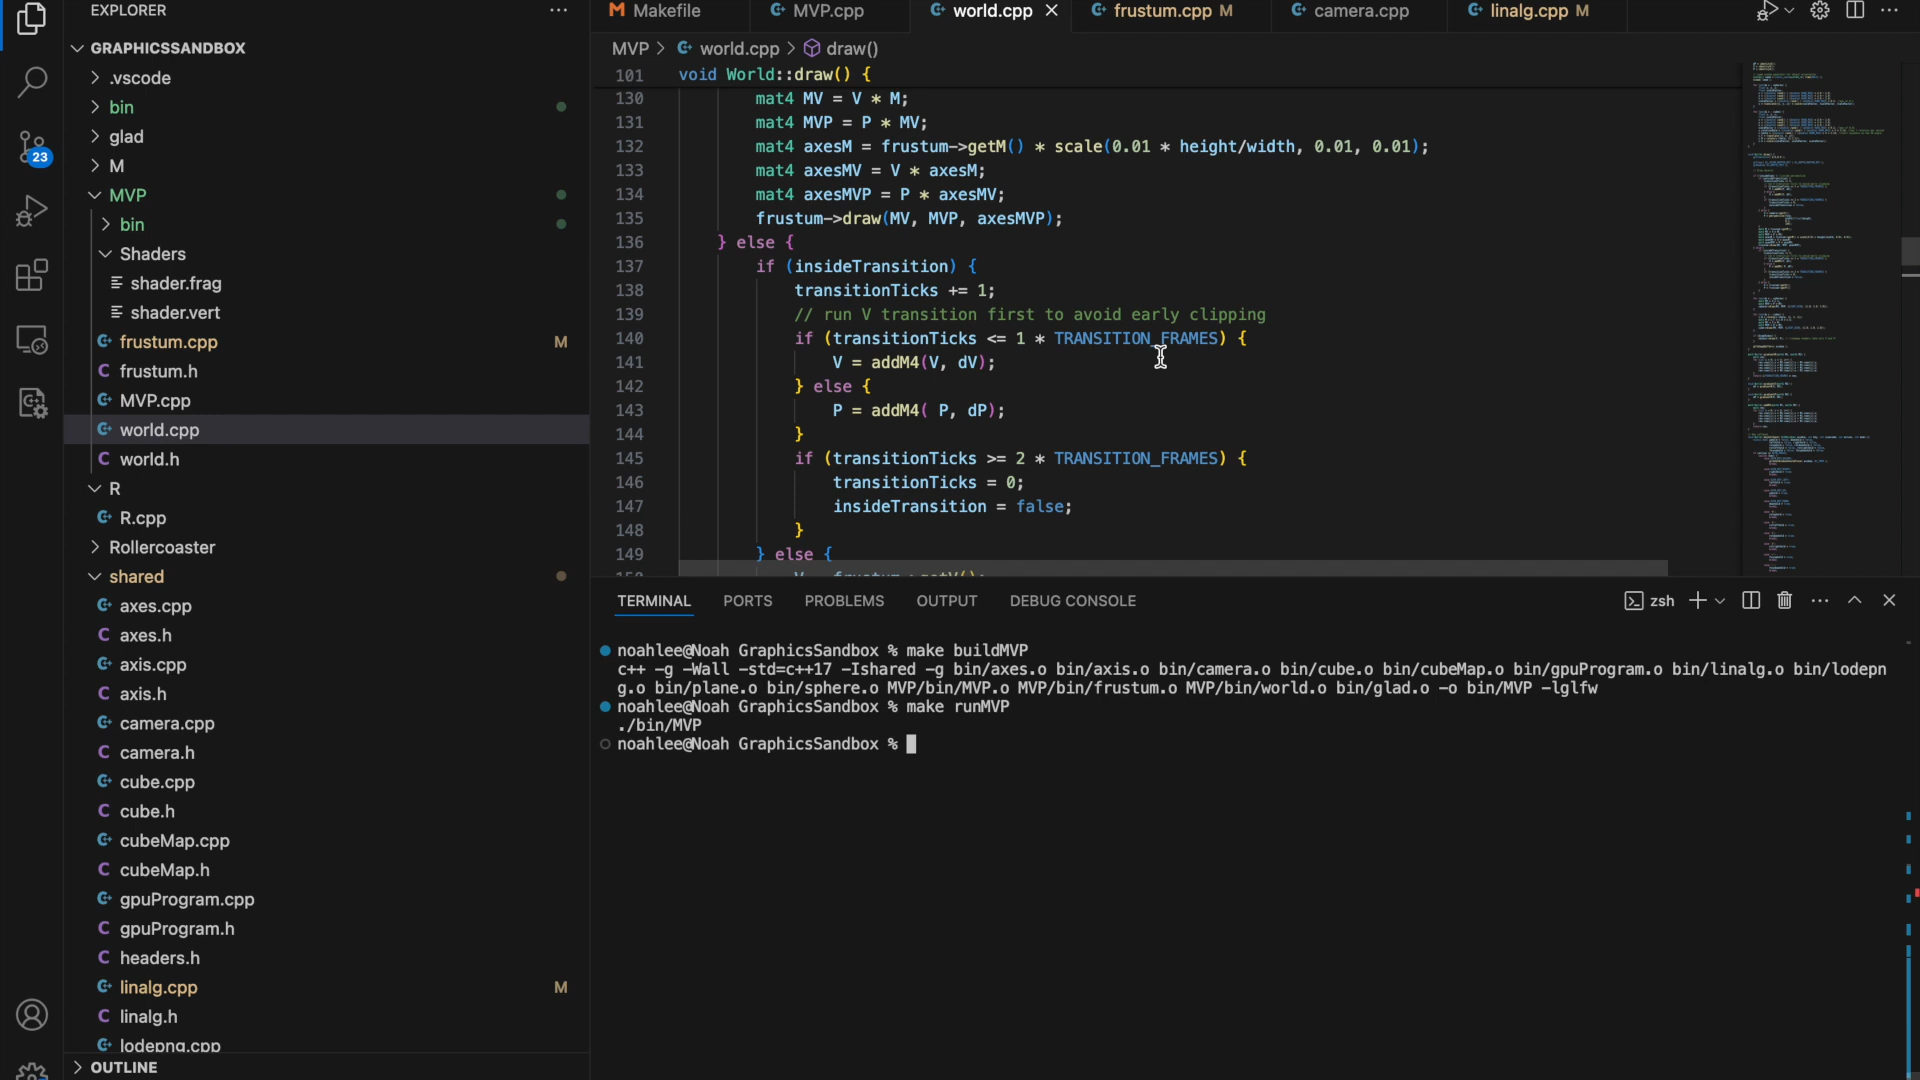 EXPLORER
GRAPHICSSANDBOX
.vscode
bin
glad
M
MVP
bin
Shaders
shader.frag
shader.vert
frustum.cpp M
frustum.h
MVP.cpp
world.cpp
world.h
R
R.cpp
Rollercoaster
shared
axes.cpp
axes.h
axis.cpp
axis.h
camera.cpp
camera.h
cube.cpp
cube.h
cubeMap.cpp
cubeMap.h
gpuProgram.cpp
gpuProgram.h
headers.h
linalg.cpp M
linalg.h
lodepng.cpp
OUTLINE
23
Makefile MVP.cpp world.cpp frustum.cpp M camera.cpp linalg.cpp M
MVP > world.cpp > draw()
101 void World::draw() {
130 mat4 MV = V * M;
131 mat4 MVP = P * MV;
132 mat4 axesM = frustum->getM() * scale(0.01 * height/width, 0.01, 0.01);
133 mat4 axesMV = V * axesM;
134 mat4 axesMVP = P * axesMV;
135 frustum->draw(MV, MVP, axesMVP);
136 } else {
137 if (insideTransition) {
138 transitionTicks += 1;
139 // run V transition first to avoid early clipping
140 if (transitionTicks <= 1 * TRANSITION_FRAMES) {
141 V = addM4(V, dV);
142 } else {
143 P = addM4( P, dP);
144 }
145 if (transitionTicks >= 2 * TRANSITION_FRAMES) {
146 transitionTicks = 0;
147 insideTransition = false;
148 }
149 } else {
TERMINAL PORTS PROBLEMS OUTPUT DEBUG CONSOLE zsh
noahlee@Noah GraphicsSandbox % make buildMVP
c++ -g -Wall -std=c++17 -Ishared -g bin/axes.o bin/axis.o bin/camera.o bin/cube.o bin/cubeMap.o bin/gpuProgram.o bin/linalg.o bin/lodepn
g.o bin/plane.o bin/sphere.o MVP/bin/MVP.o MVP/bin/frustum.o MVP/bin/world.o bin/glad.o -o bin/MVP -lglfw
noahlee@Noah GraphicsSandbox % make runMVP
./bin/MVP
noahlee@Noah GraphicsSandbox %